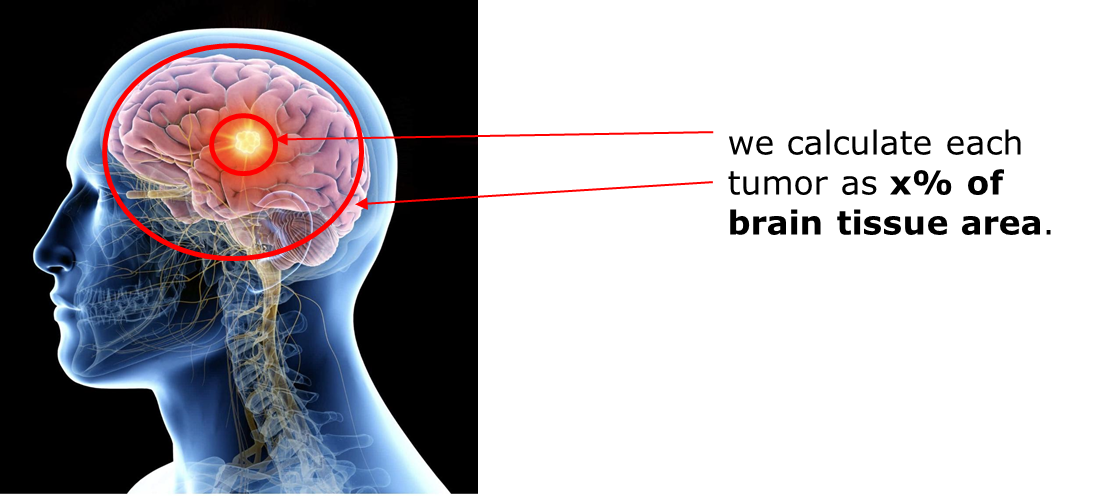 we calculate each
tumor as x% of
brain tissue area.